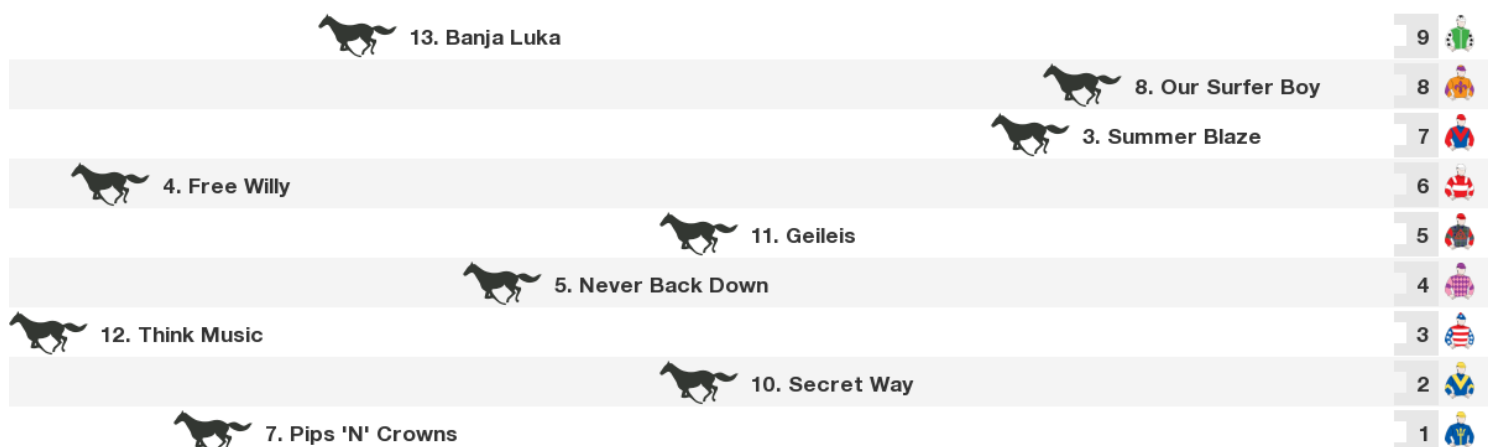 13. Banja Luka 9
8. Our Surfer Boy 8
3. Summer Blaze 7
4. Free Willy 6
11. Geileis 5
5. Never Back Down 4
12. Think Music 3
10. Secret Way 2
7. Pips 'N' Crowns 1